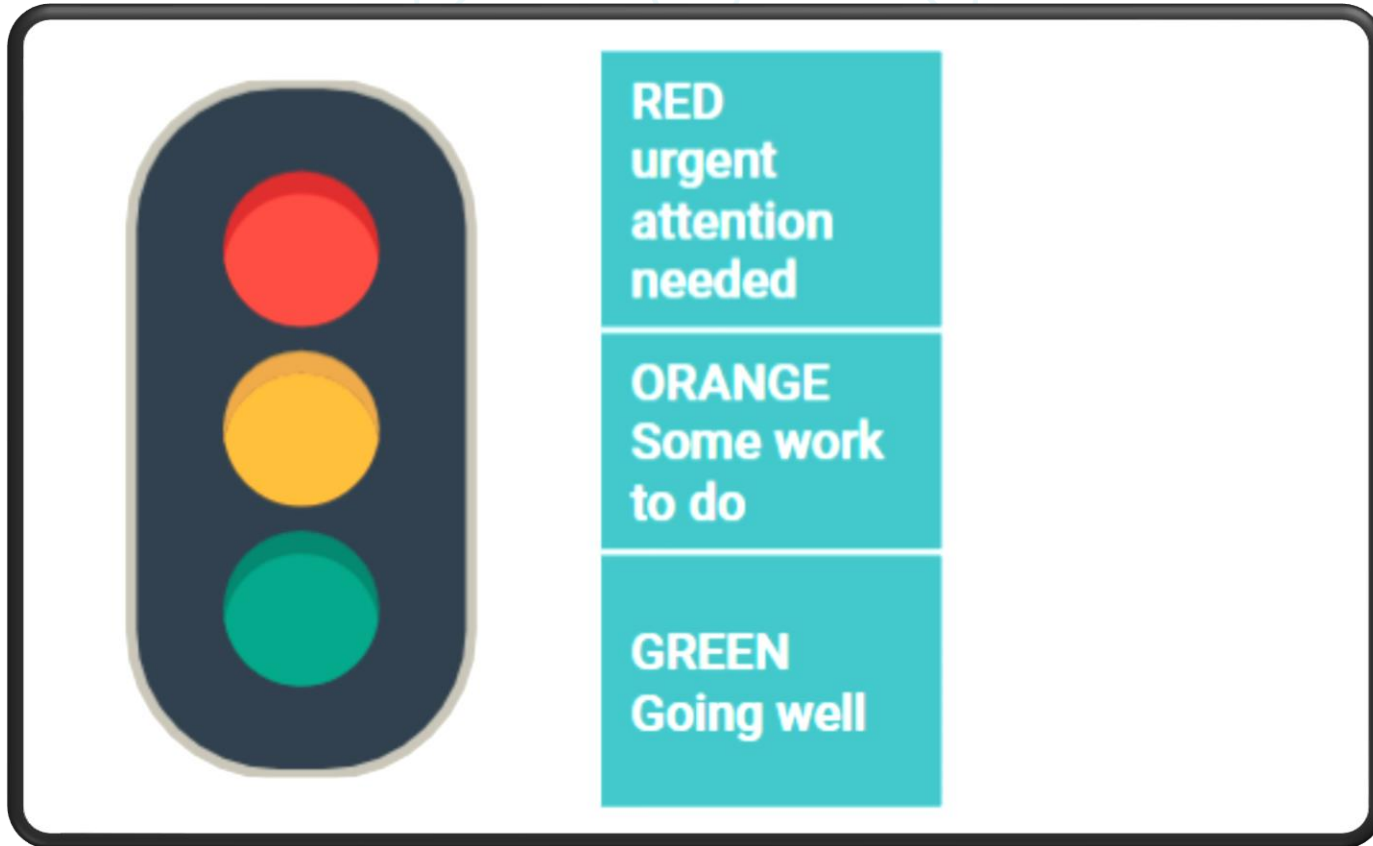 RED
urgent
attention
needed
ORANGE
Some work
to do
GREEN
Going well